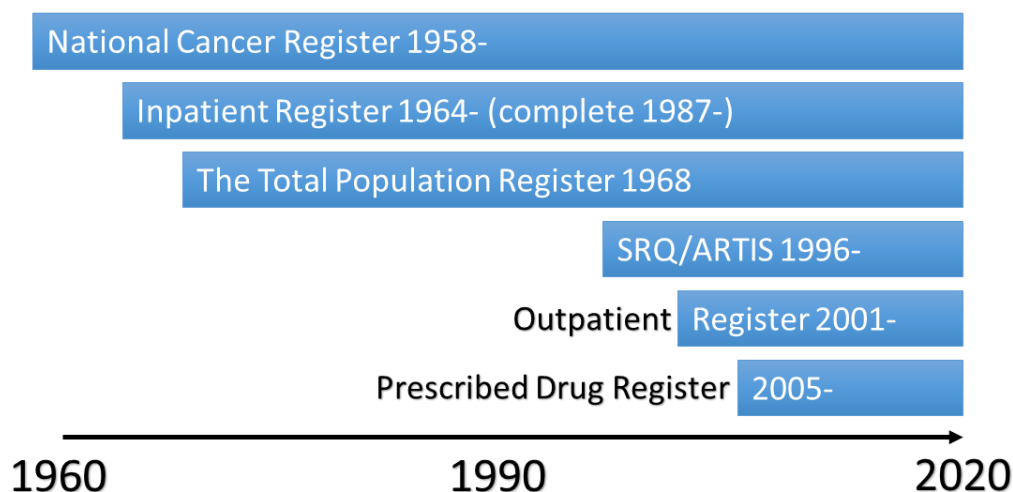 National Cancer Register 1958-
Inpatient Register 1964- (complete 1987-)
The Total Population Register 1968
SRQ/ARTIS 1996-
Outpatient Register 2001-
Prescribed Drug Register 2005-
1960 1990 2020